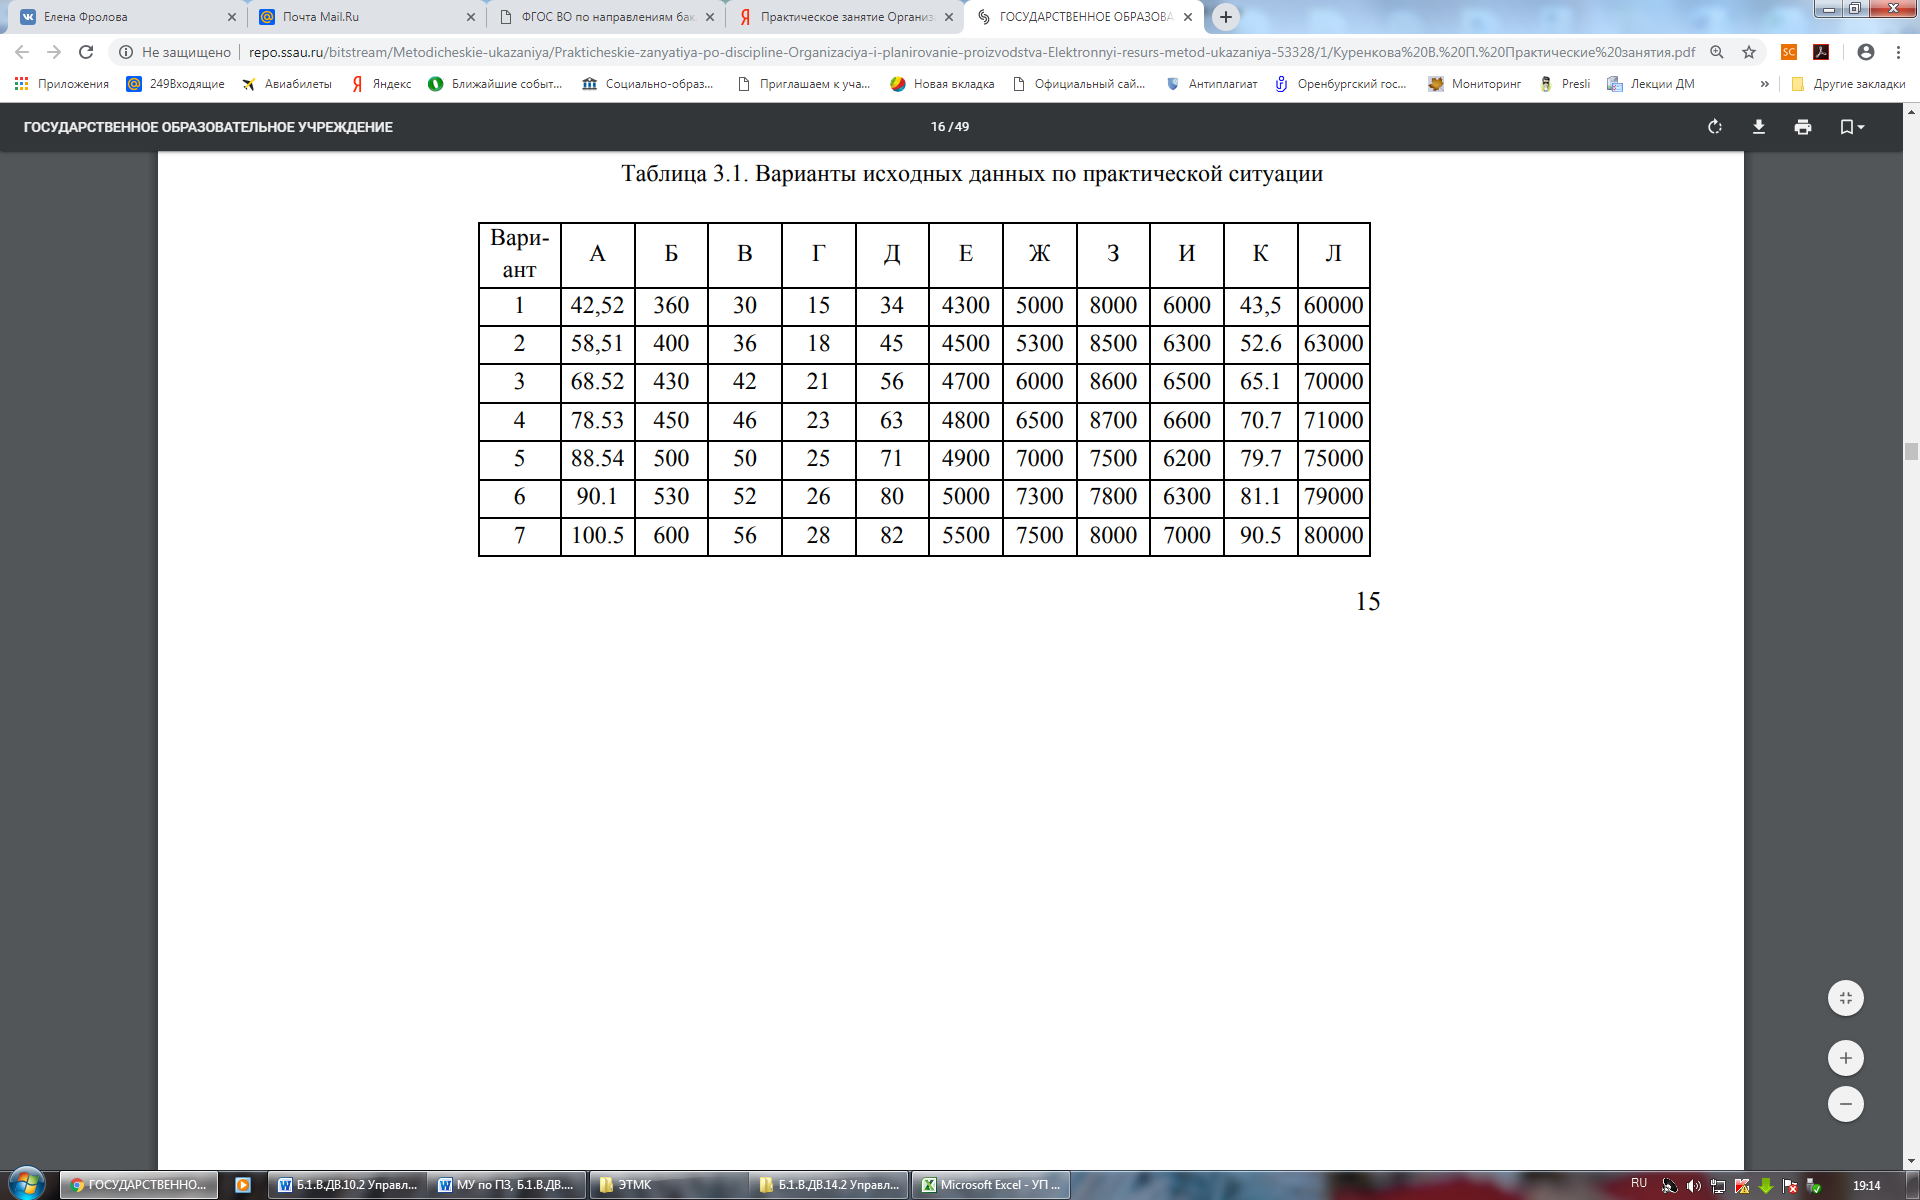 Елена Фролова
Почта Mail.Ru
ФГОС ВО по направлениям бак
Практическое занятие Организ
ГОСУДАРСТВЕННОЕ ОБРАЗОВА
Не защищено
repo.ssau.ru/bitstream/Metodicheskie-ukazaniya/Prakticheskie-zanyatiya-po-discipline-Organizaciya-i-planirovanie-proizvodstva-Elektronnyi-resurs-metod-ukazaniya-53328/1/Куренкова%20В.%20П.%20Практические%20занятия.pdf
Приложения
249Входящие
Авиабилеты
Яндекс
Ближайшие событ...
Социально-образ...
Приглашаем к уча...
Новая вкладка
Официальный сай...
Антиплагиат
Оренбургский гос...
Мониторинг
Presli
Лекции ДМ
»
Другие закладки
ГОСУДАРСТВЕННОЕ ОБРАЗОВАТЕЛЬНОЕ УЧРЕЖДЕНИЕ
16 / 49
Таблица 3.1. Варианты исходных данных по практической ситуации
Вари-
ант А Б В Г Д Е Ж З И К Л
1 42,52 360 30 15 34 4300 5000 8000 6000 43,5 60000
2 58,51 400 36 18 45 4500 5300 8500 6300 52.6 63000
3 68.52 430 42 21 56 4700 6000 8600 6500 65.1 70000
4 78.53 450 46 23 63 4800 6500 8700 6600 70.7 71000
5 88.54 500 50 25 71 4900 7000 7500 6200 79.7 75000
6 90.1 530 52 26 80 5000 7300 7800 6300 81.1 79000
7 100.5 600 56 28 82 5500 7500 8000 7000 90.5 80000
15
ГОСУДАРСТВЕННО...
Б.1.В.ДВ.10.2 Управл...
МУ по ПЗ, Б.1.В.ДВ....
ЭТМК
Б.1.В.ДВ.14.2 Управл...
Microsoft Excel - УП ...
RU
19:14